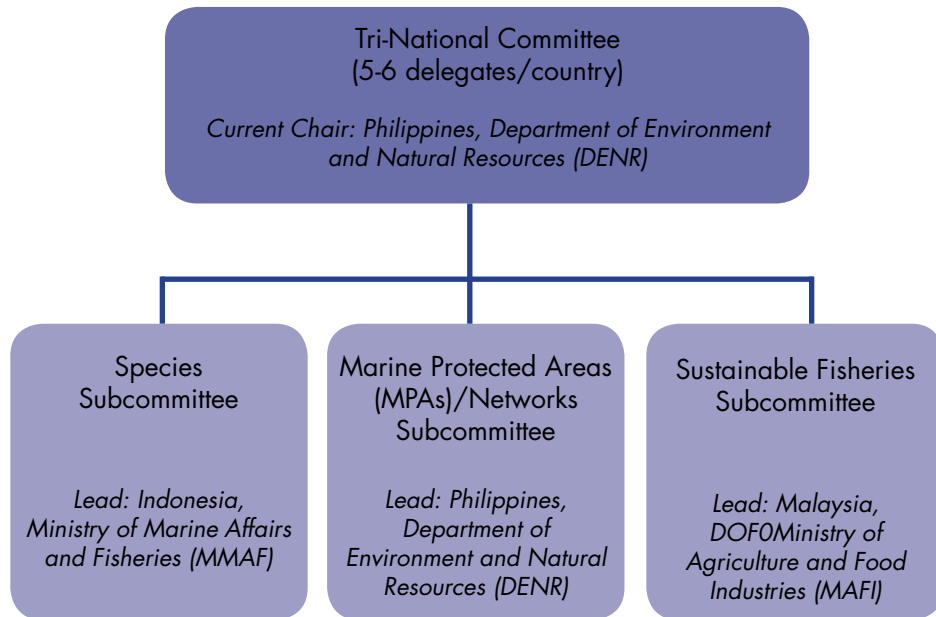 Tri-National Committee
(5-6 delegates/country)
Current Chair: Philippines, Department of Environment
and Natural Resources (DENR)
Species
Subcommittee
Lead: Indonesia,
Ministry of Marine Affairs
and Fisheries (MMAF)
Marine Protected Areas
(MPAs)/Networks
Subcommittee
Lead: Philippines,
Department of
Environment and Natural
Resources (DENR)
Sustainable Fisheries
Subcommittee
Lead: Malaysia,
DOF0Ministry of
Agriculture and Food
Industries (MAFI)